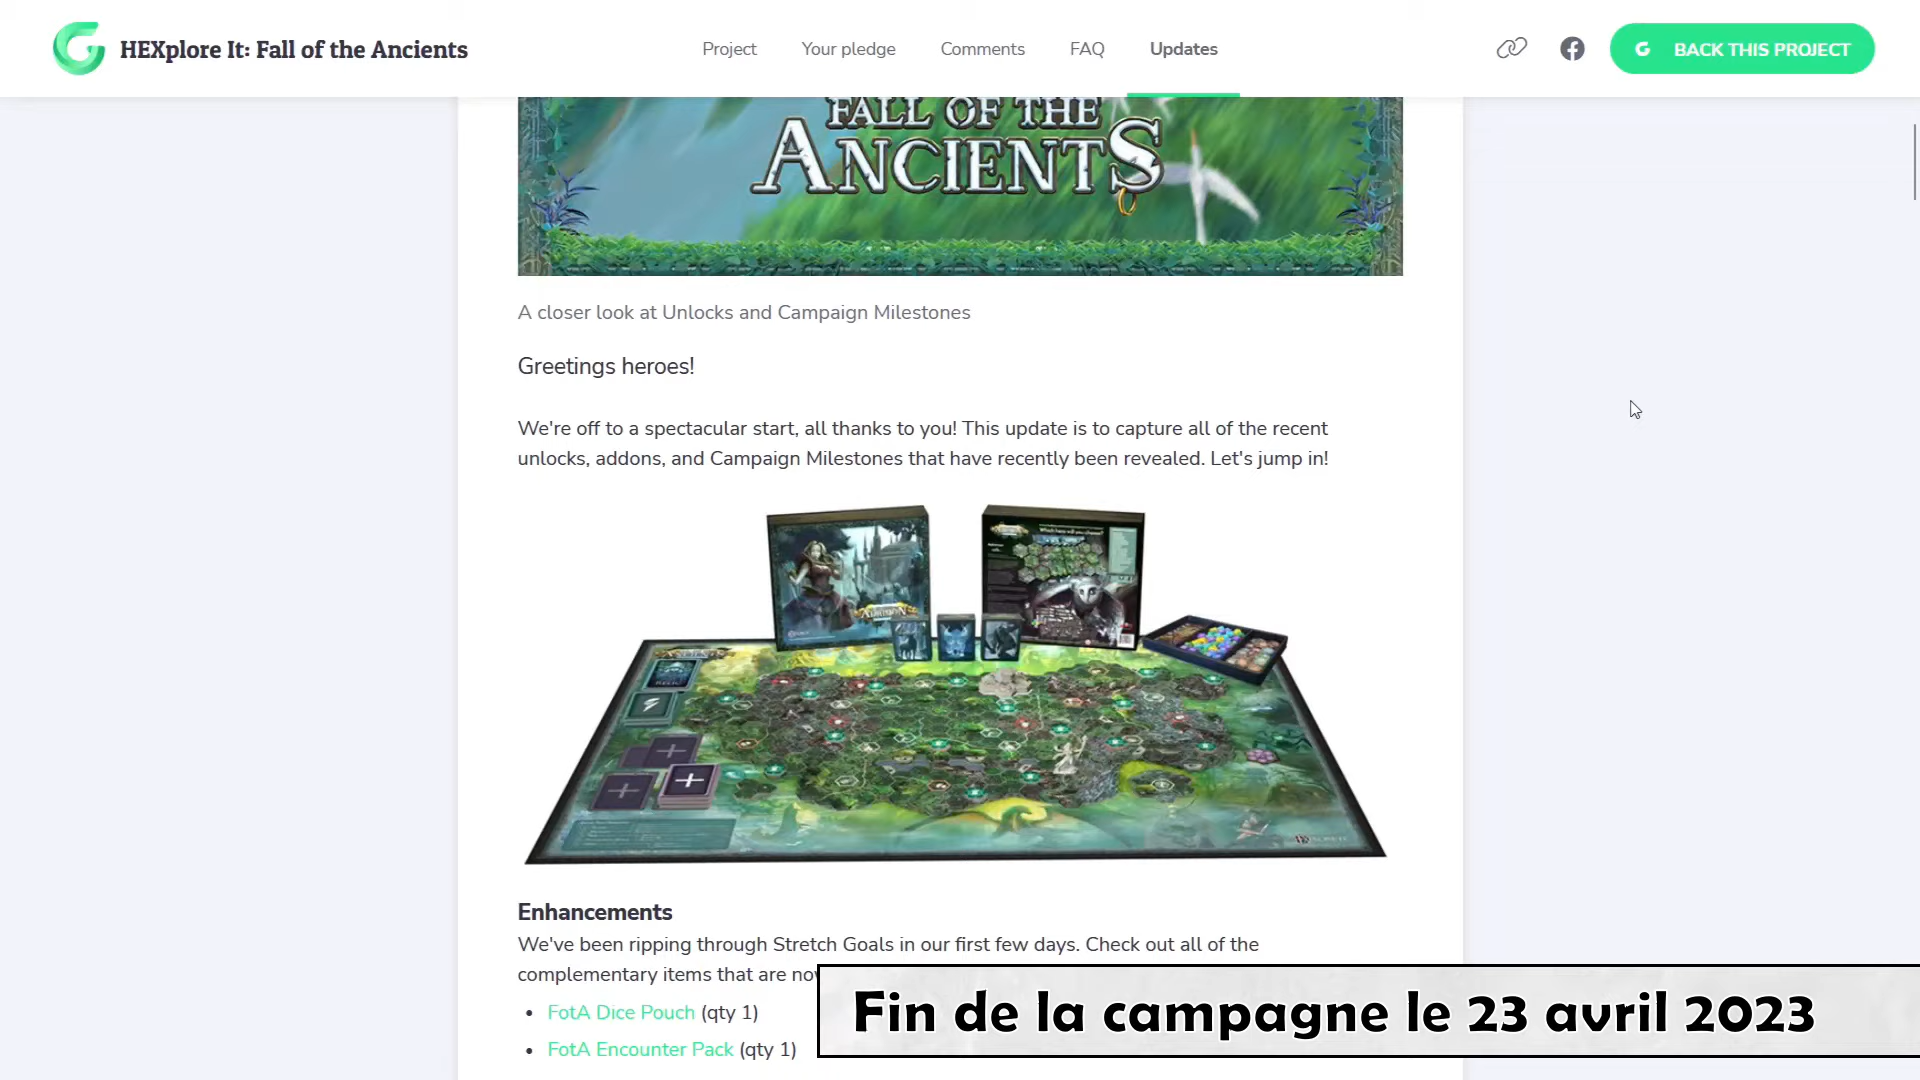 HEXplore It: Fall of the Ancients
Project
Your pledge
Comments
FAQ
Updates
BACK THIS PROJECT
FALL OF THE
ANCIENTS
A closer look at Unlocks and Campaign Milestones
Greetings heroes!
We're off to a spectacular start, all thanks to you! This update is to capture all of the recent
unlocks, addons, and Campaign Milestones that have recently been revealed. Let's jump in!
Enhancements
We've been ripping through Stretch Goals in our first few days. Check out all of the
complementary items that are
• FotA Dice Pouch (qty 1)
• FotA Encounter Pack (qty 1)
Fin de la campagne le 23 avril 2023